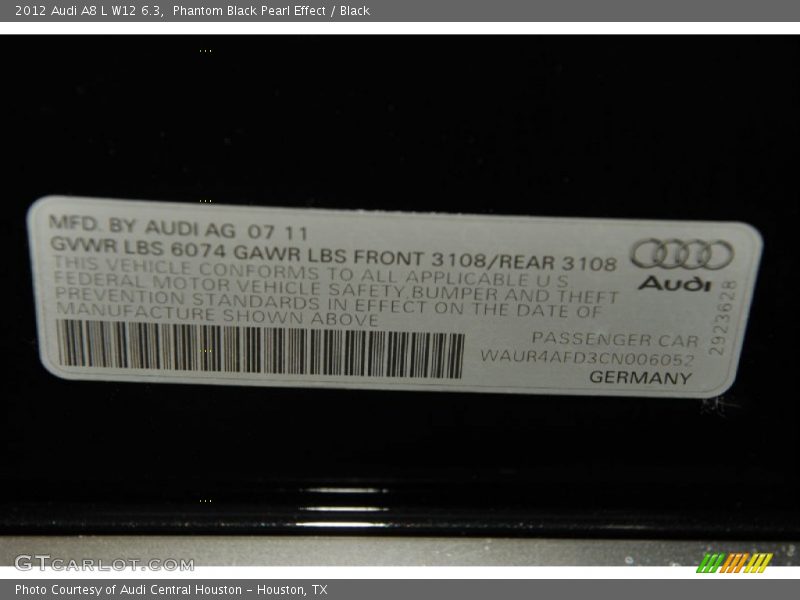 2012 Audi A8 L W12 6.3, Phantom Black Pearl Effect / Black
MFD. BY AUDI AG 07 11
GVWR LBS 6074 GAWR LBS FRONT 3108/REAR 3108
THIS VEHICLE CONFORMS TO ALL APPLICABLE U S
FEDERAL MOTOR VEHICLE SAFETY,BUMPER AND THEFT
PREVENTION STANDARDS IN EFFECT ON THE DATE OF
MANUFACTURE SHOWN ABOVE
Audi
2923628
PASSENGER CAR
WAUR4AFD3CN006052
GERMANY
GTCARLOT.COM
Photo Courtesy of Audi Central Houston - Houston, TX